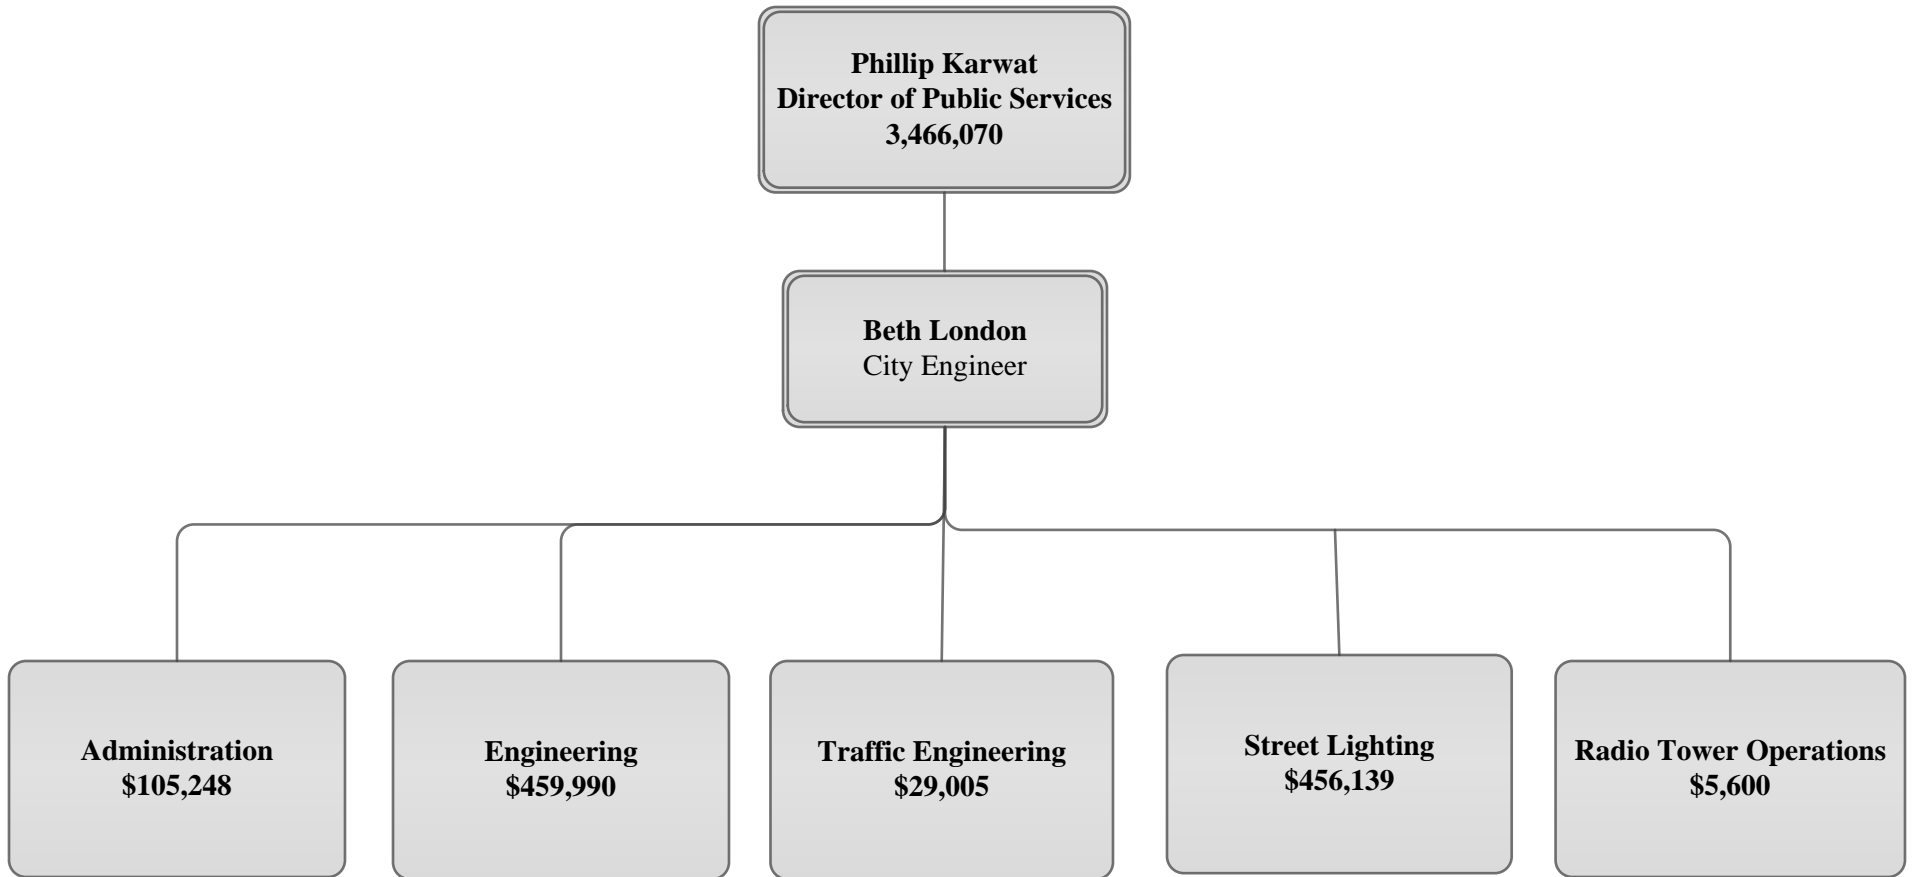 Phillip Karwat
Director of Public Services
3,466,070
Beth London
City Engineer
Administration
$105,248
Engineering
$459,990
Traffic Engineering
$29,005
Street Lighting
$456,139
Radio Tower Operations
$5,600